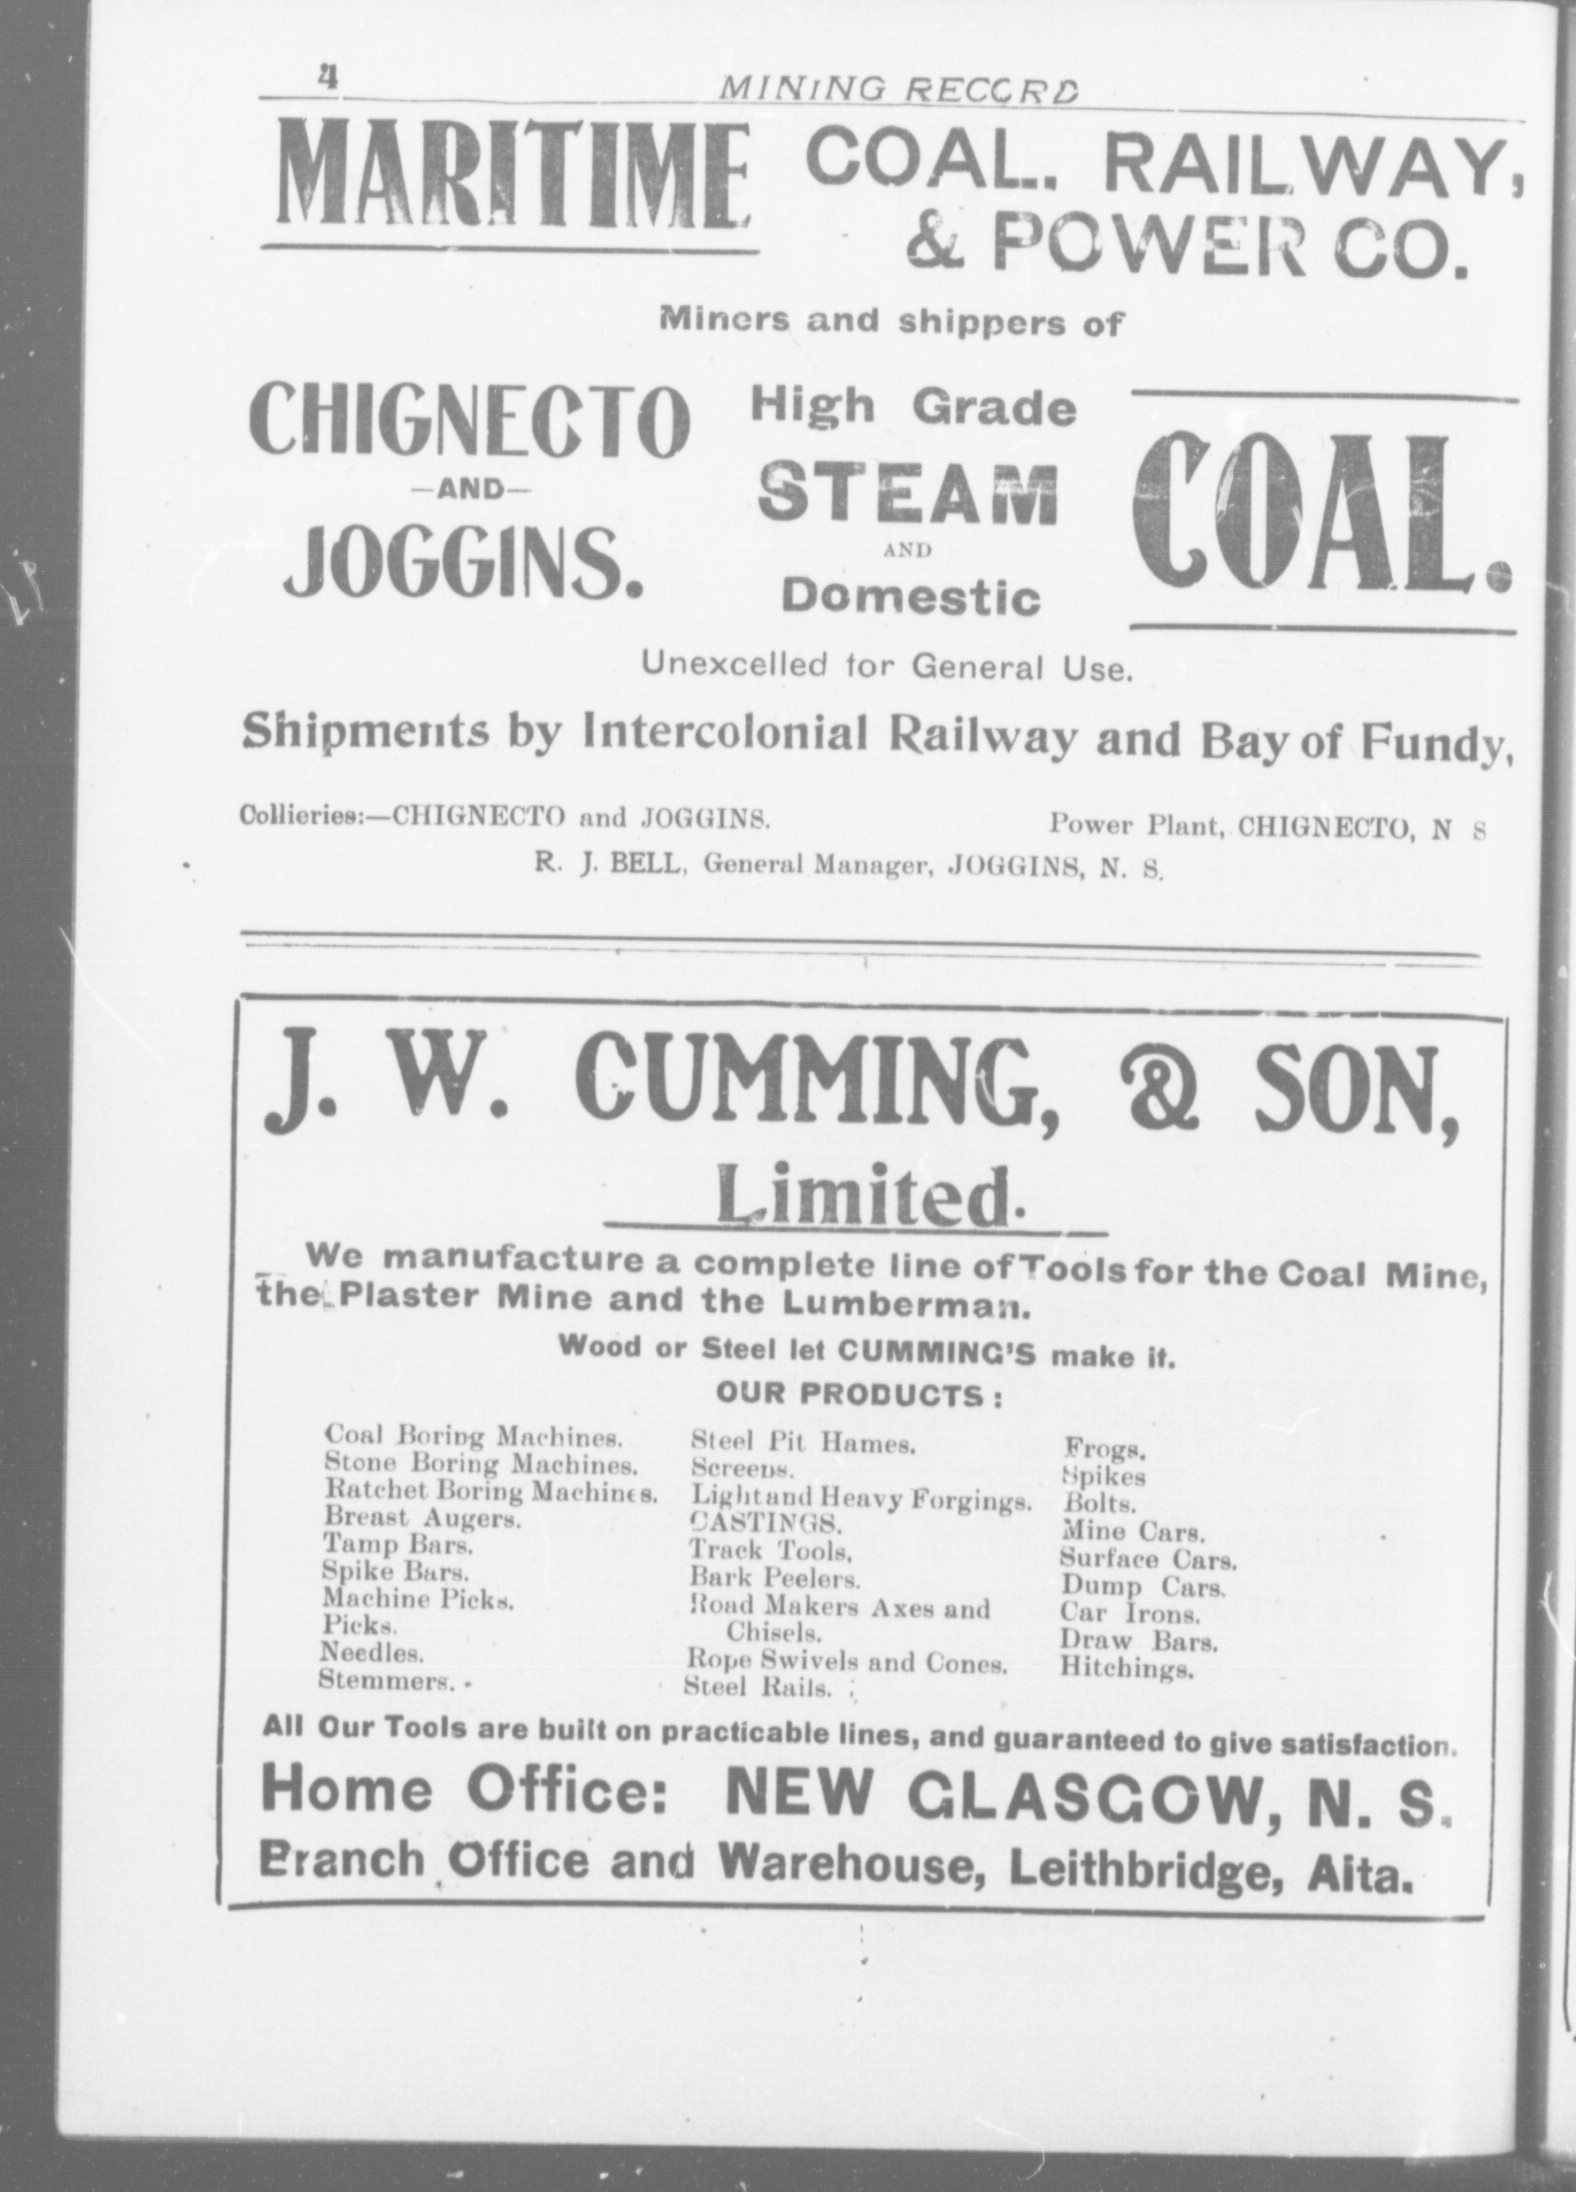 4
MINING RECORD
MARITIME COAL, RAILWAY,
& POWER CO.
Miners and shippers of
CHIGNECTO
—AND—
JOGGINS.
High Grade
STEAM
AND
Domestic
COAL.
Unexcelled for General Use.
Shipments by Intercolonial Railway and Bay of Fundy,
Collieries:—CHIGNECTO and JOGGINS. Power Plant, CHIGNECTO, N S
R. J. BELL, General Manager, JOGGINS, N. S.
J. W. CUMMING, & SON,
Limited.
We manufacture a complete line of Tools for the Coal Mine,
the Plaster Mine and the Lumberman.
Wood or Steel let CUMMING'S make it.
OUR PRODUCTS:
Coal Boring Machines.
Stone Boring Machines.
Ratchet Boring Machines.
Breast Augers.
Tamp Bars.
Spike Bars.
Machine Picks.
Picks.
Needles.
Stemmers.
Steel Pit Hames.
Screens.
Light and Heavy Forgings.
CASTINGS.
Track Tools,
Bark Peelers.
Road Makers Axes and
Chisels.
Rope Swivels and Cones.
Steel Rails.
Frogs.
Spikes
Bolts.
Mine Cars.
Surface Cars.
Dump Cars.
Car Irons.
Draw Bars.
Hitchings.
All Our Tools are built on practicable lines, and guaranteed to give satisfaction.
Home Office: NEW GLASGOW, N. S.
Branch Office and Warehouse, Leithbridge, Alta.